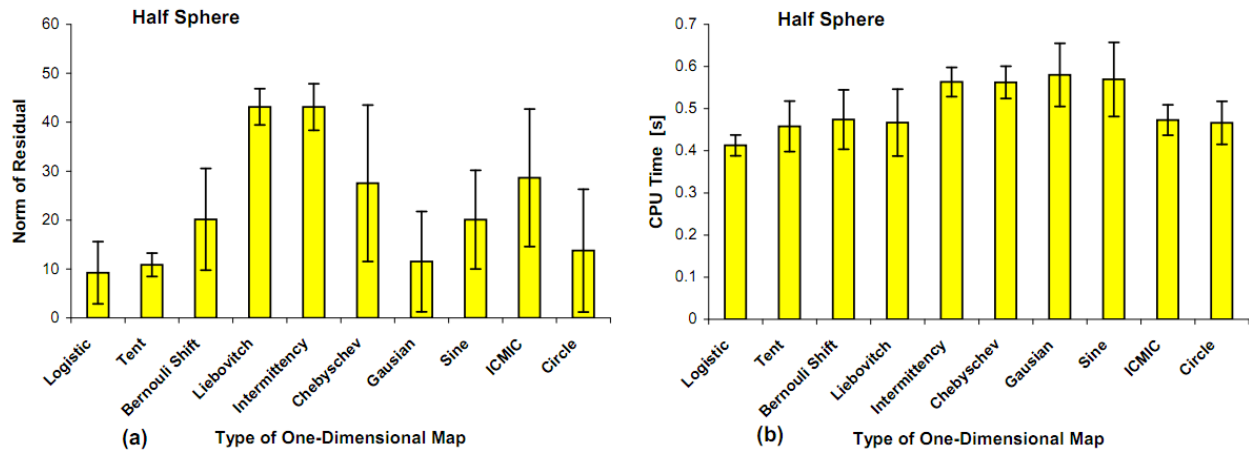 Half Sphere
Norm of Residual
60
50
40
30
20
10
0
Logistic
Tent
Bernouli Shift
Liebovitch
Intermittency
Chebyschev
Gausian
Sine
ICMIC
Circle
(a) Type of One-Dimensional Map
Half Sphere
CPU Time [s]
0.7
0.6
0.5
0.4
0.3
0.2
0.1
0
Logistic
Tent
Bernouli Shift
Liebovitch
Intermittency
Chebyschev
Gausian
Sine
ICMIC
Circle
(b) Type of One-Dimensional Map